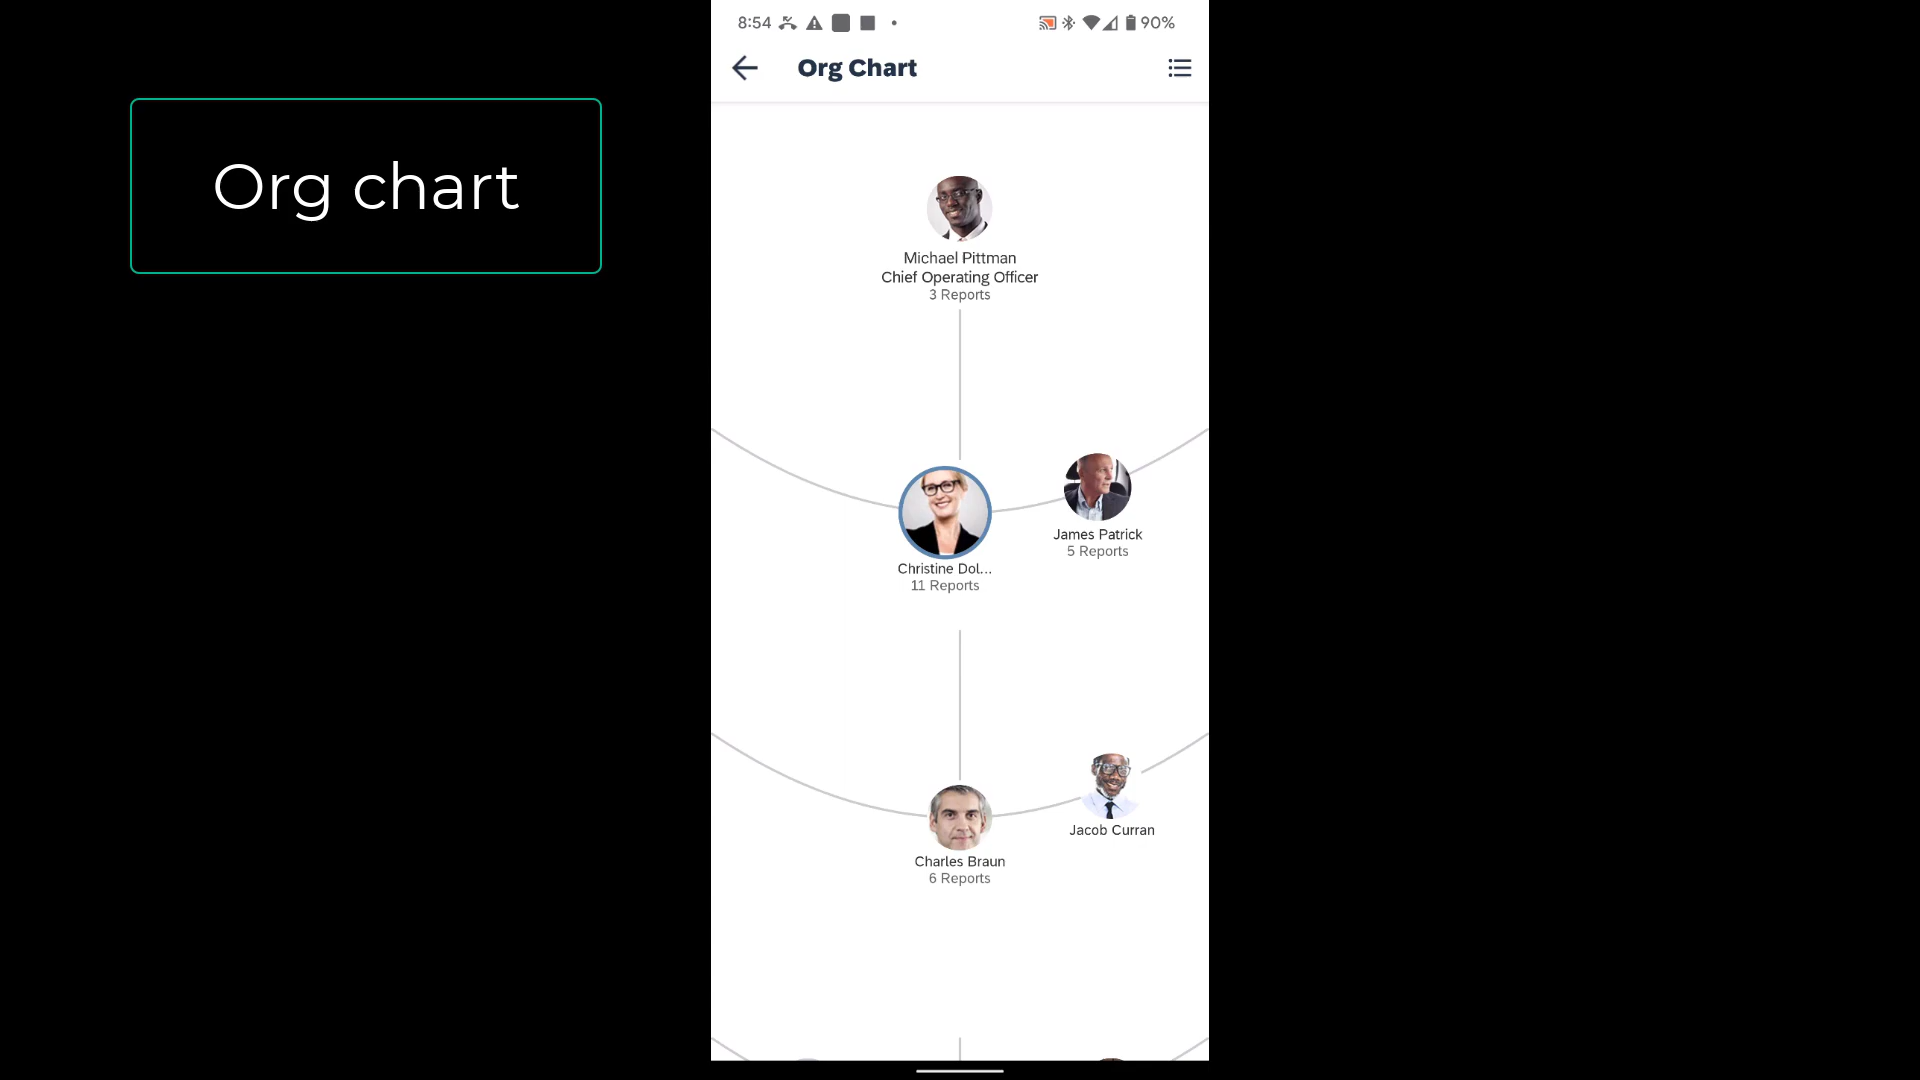 Org chart
8:54
90%
Org Chart
Michael Pittman
Chief Operating Officer
3 Reports
James Patrick
5 Reports
Christine Dol...
11 Reports
Jacob Curran
Charles Braun
6 Reports